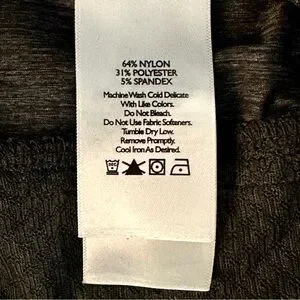 64% NYLON
31% POLYESTER
5% SPANDEX
Machine Wash Cold Delicate
With Like Colors.
Do Not Bleach.
Do Not Use Fabric Softeners.
Tumble Dry Low.
Remove Promptly.
Cool Iron As Desired.